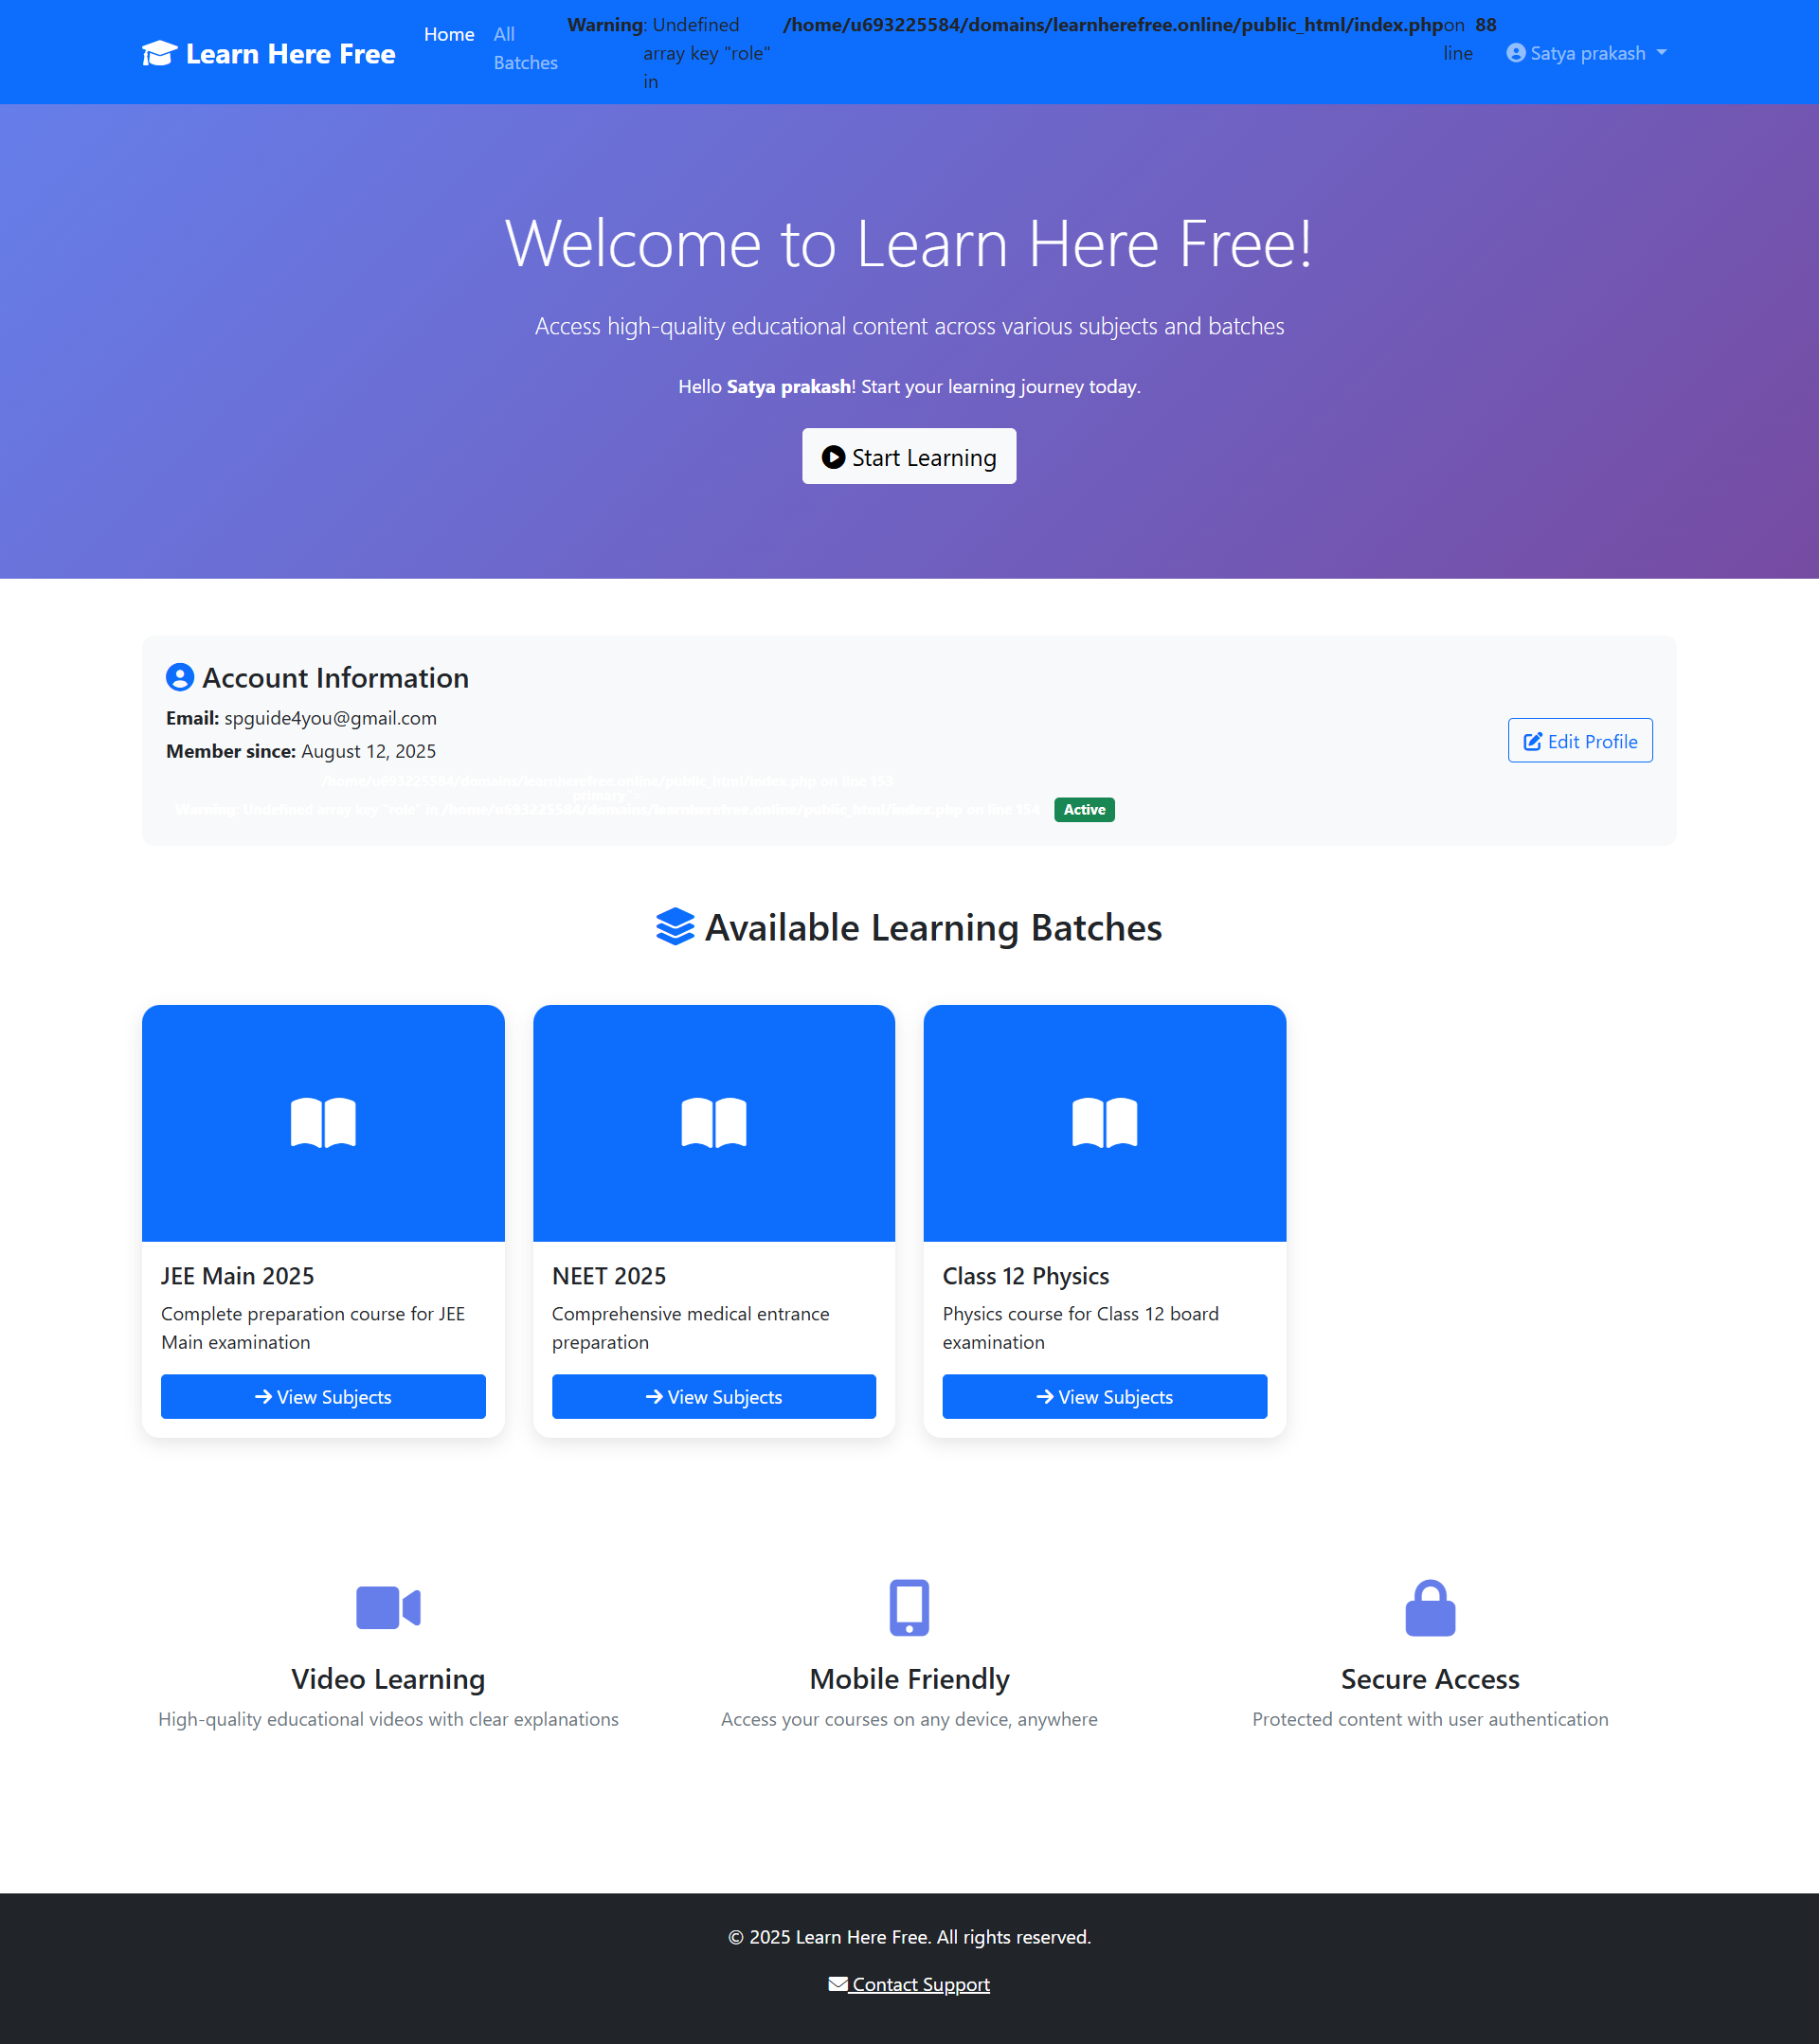 Learn Here Free
Home
All Batches
Warning: Undefined array key "role" in /home/u693225584/domains/learnherefree.online/public_html/index.php on line 88
Satya prakash
Welcome to Learn Here Free!
Access high-quality educational content across various subjects and batches
Hello Satya prakash! Start your learning journey today.
Start Learning
Account Information
Email: spguide4you@gmail.com
Member since: August 12, 2025
Edit Profile
/home/u693225584/domains/learnherefree.online/public_html/index.php on line 153
primary"
Warning: Undefined array key "role" in /home/u693225584/domains/learnherefree.online/public_html/index.php on line 154
Active
Available Learning Batches
JEE Main 2025
Complete preparation course for JEE
Main examination
View Subjects
NEET 2025
Comprehensive medical entrance
preparation
View Subjects
Class 12 Physics
Physics course for Class 12 board
examination
View Subjects
Video Learning
High-quality educational videos with clear explanations
Mobile Friendly
Access your courses on any device, anywhere
Secure Access
Protected content with user authentication
© 2025 Learn Here Free. All rights reserved.
Contact Support